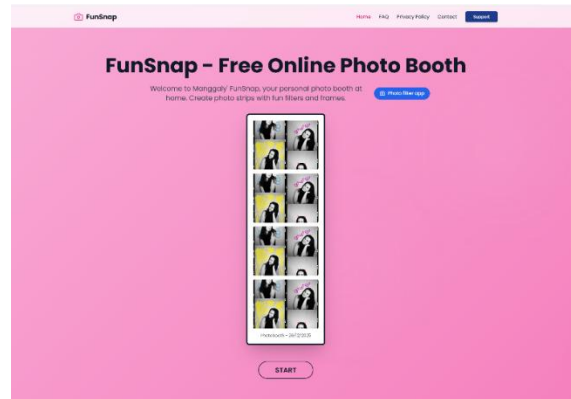 FunSnap
Home FAQ Privacy Policy Contact Support
FunSnap - Free Online Photo Booth
Welcome to Manggaly' FunSnap, your personal photo booth at
home. Create photo strips with fun filters and frames.
Photo filter app
START